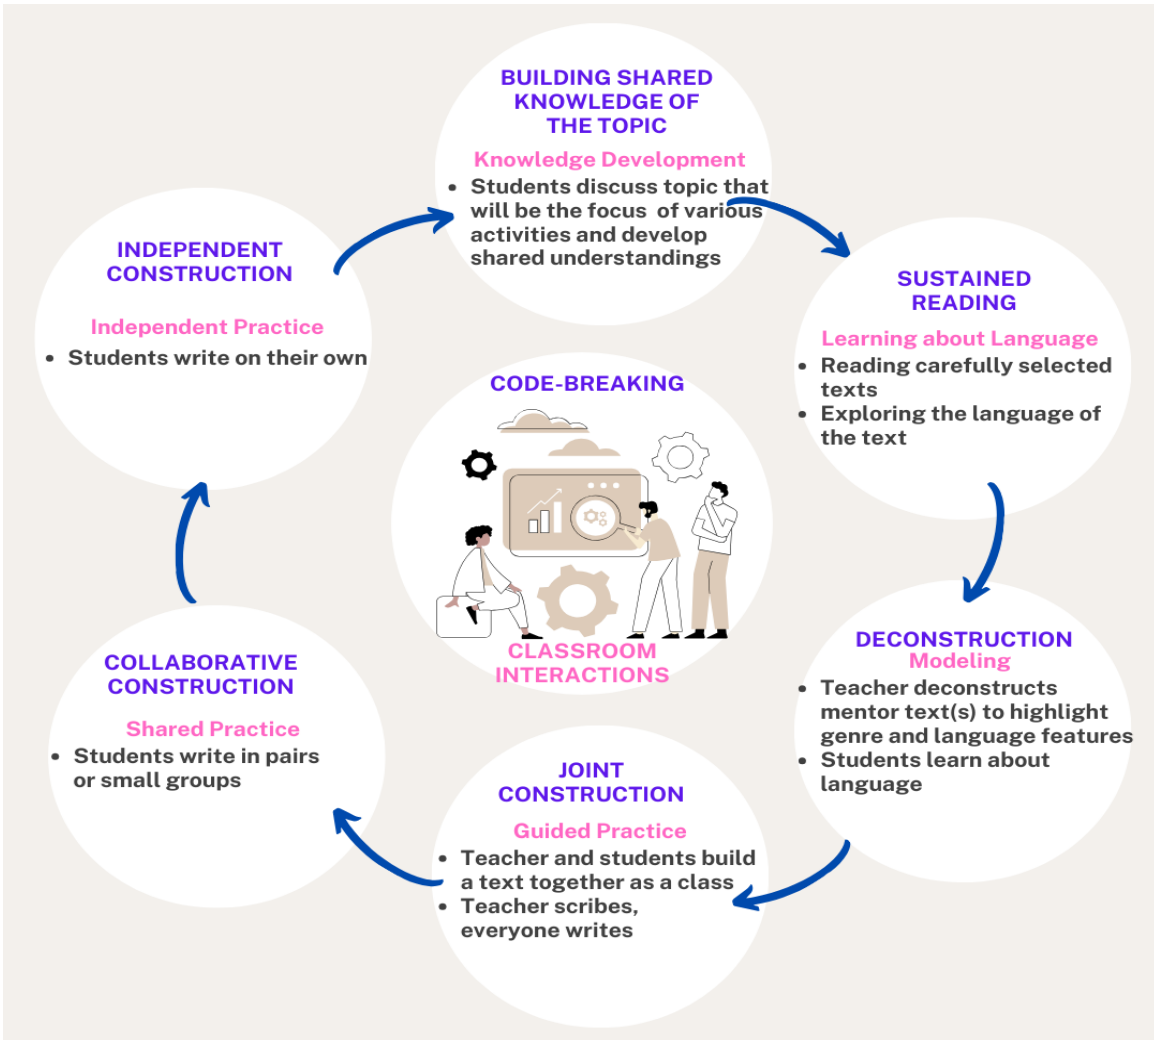 BUILDING SHARED
KNOWLEDGE OF
THE TOPIC
Knowledge Development
• Students discuss topic that
will be the focus of various
activities and develop
shared understandings
SUSTAINED
READING
Learning about Language
• Reading carefully selected
texts
• Exploring the language of
the text
DECONSTRUCTION
Modeling
• Teacher deconstructs
mentor text(s) to highlight
genre and language features
• Students learn about
language
JOINT
CONSTRUCTION
Guided Practice
• Teacher and students build
a text together as a class
• Teacher scribes,
everyone writes
COLLABORATIVE
CONSTRUCTION
Shared Practice
• Students write in pairs
or small groups
INDEPENDENT
CONSTRUCTION
Independent Practice
• Students write on their own
CODE-BREAKING
CLASSROOM
INTERACTIONS